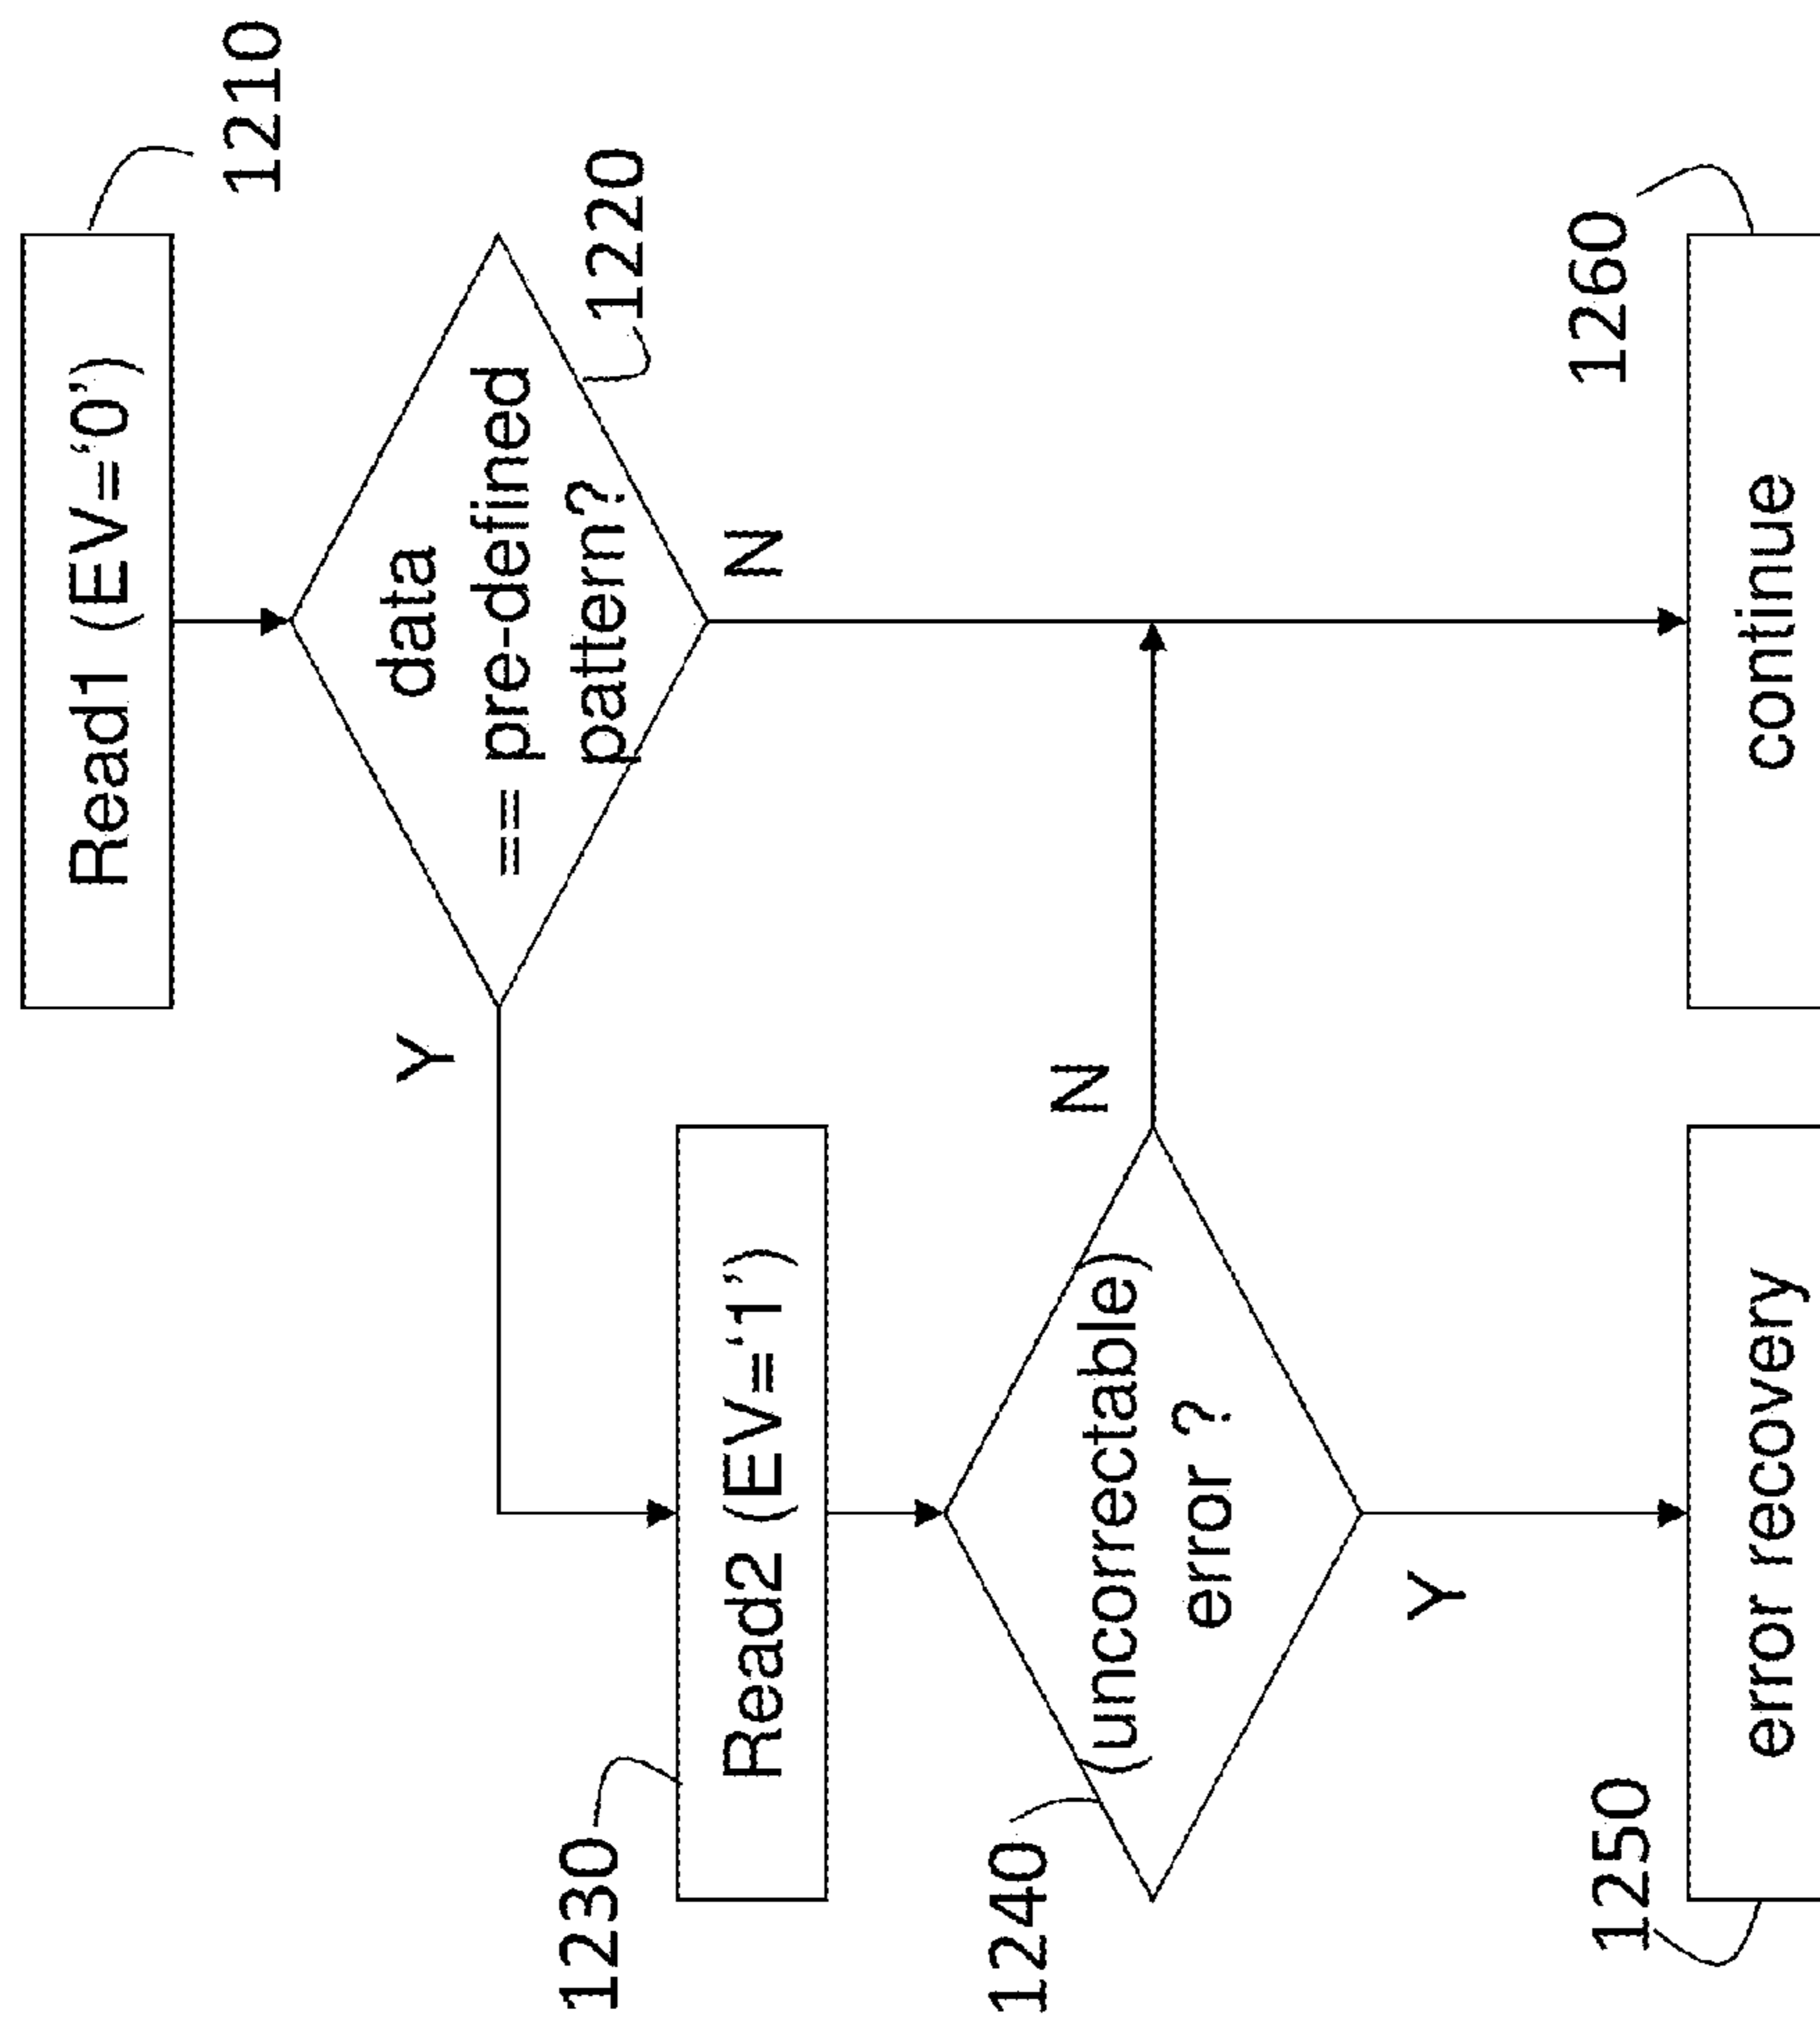 Read1 (EV=‘0’)
1210
data
== pre-defined
pattern?
1220
Y
N
1230
Read2 (EV=‘1’)
1240
(uncorrectable)
error ?
N
Y
1250
error recovery
1260
continue